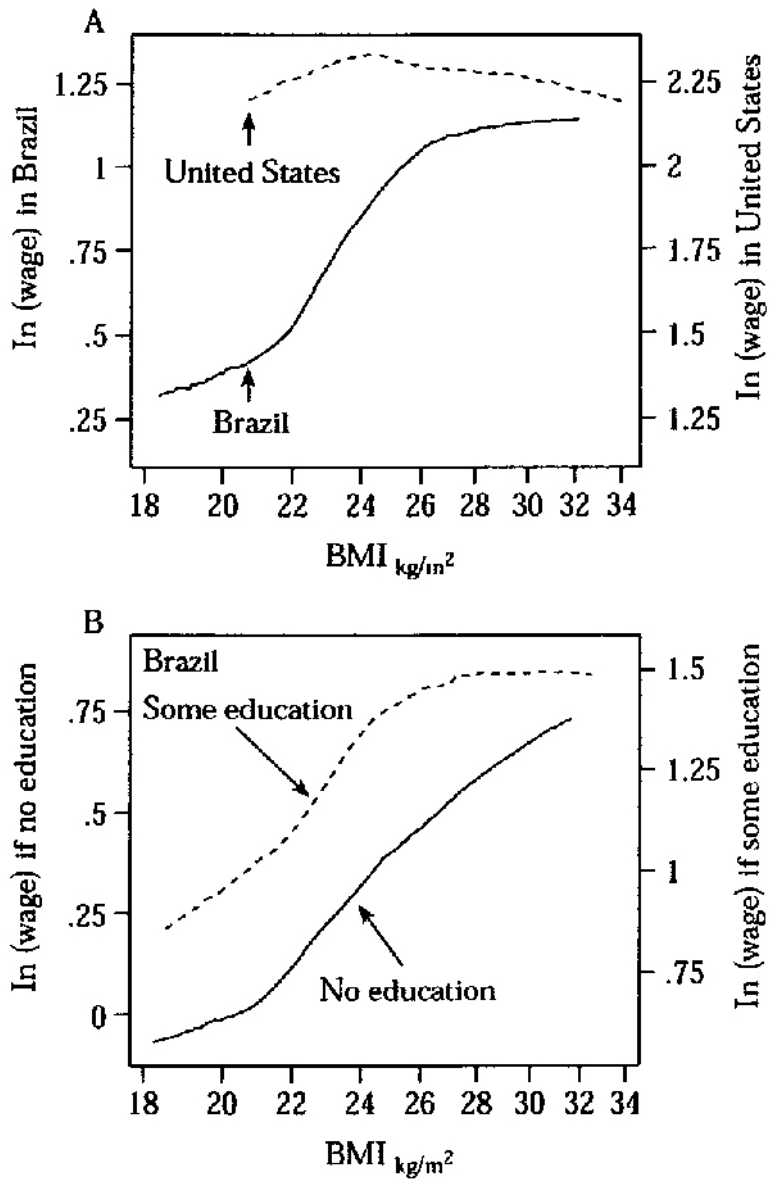 A
ln (wage) in Brazil
1.25
1
.75
.5
.25
2.25
2
1.75
1.5
1.25
ln (wage) in United States
United States
Brazil
18 20 22 24 26 28 30 32 34
BMI kg/m²
B
Brazil
Some education
No education
ln (wage) if no education
.75
.5
.25
0
1.5
1.25
1
.75
ln (wage) if some education
18 20 22 24 26 28 30 32 34
BMI kg/m²